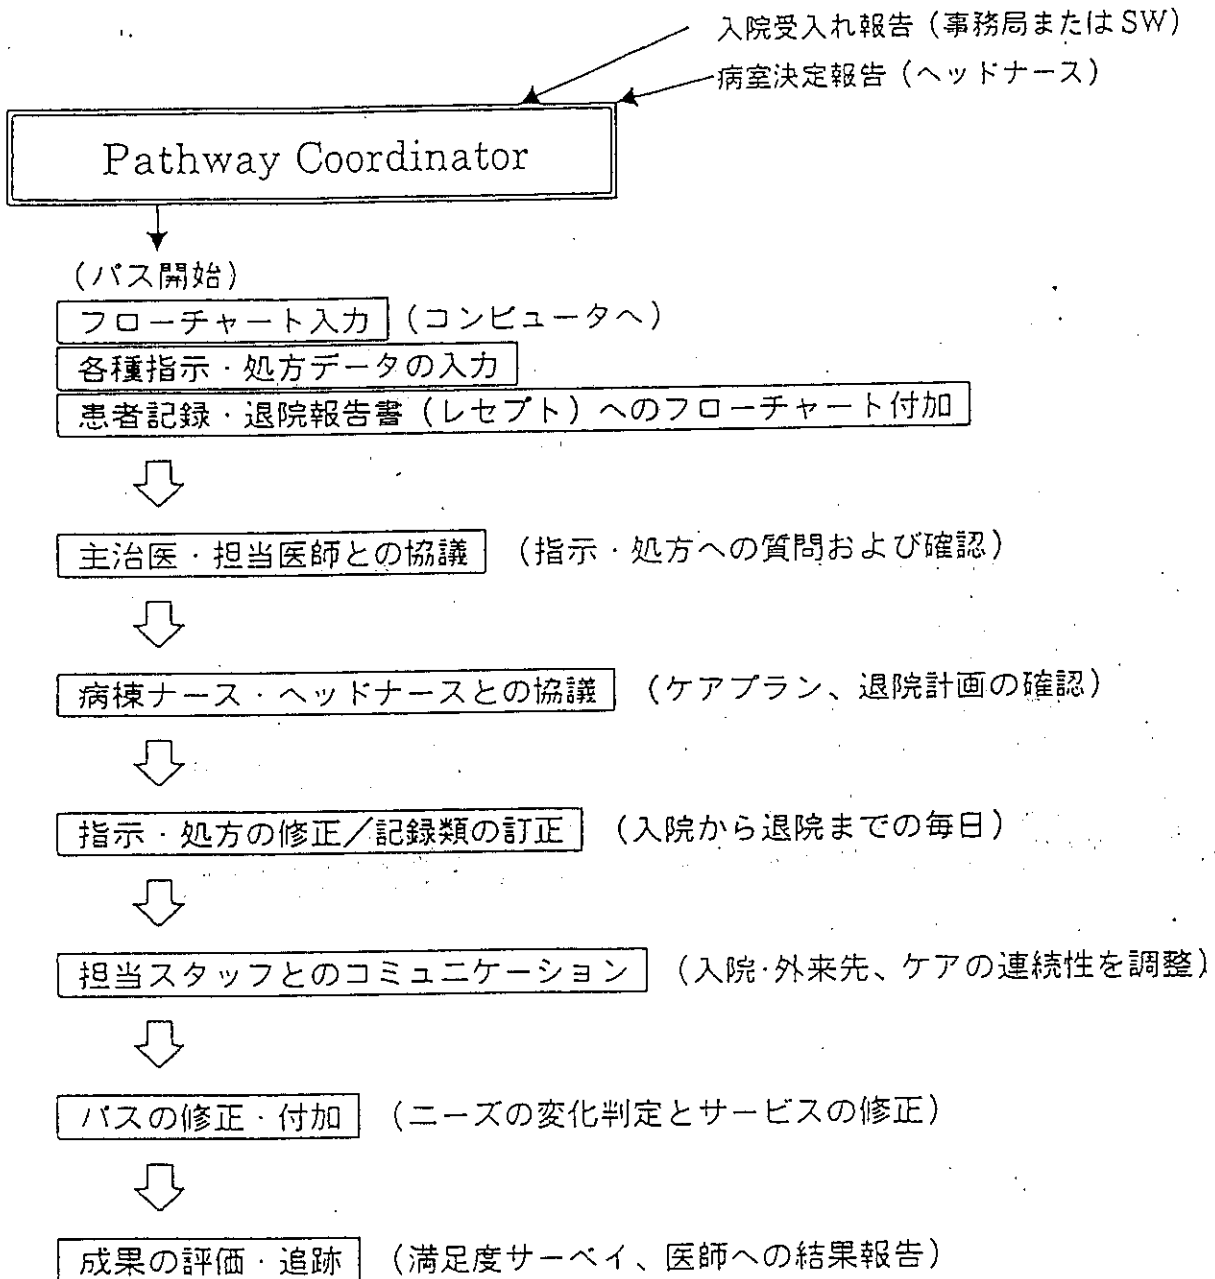 入院受入れ報告（事務局またはSW）
病室決定報告（ヘッドナース）
Pathway Coordinator
（パス開始）
フローチャート入力（コンピュータへ）
各種指示・処方データの入力
患者記録・退院報告書（レセプト）へのフローチャート付加
主治医・担当医師との協議（指示・処方への質問および確認）
病棟ナース・ヘッドナースとの協議（ケアプラン、退院計画の確認）
指示・処方の修正／記録類の訂正（入院から退院までの毎日）
担当スタッフとのコミュニケーション（入院・外来先、ケアの連続性を調整）
パスの修正・付加（ニーズの変化判定とサービスの修正）
成果の評価・追跡（満足度サーベイ、医師への結果報告）